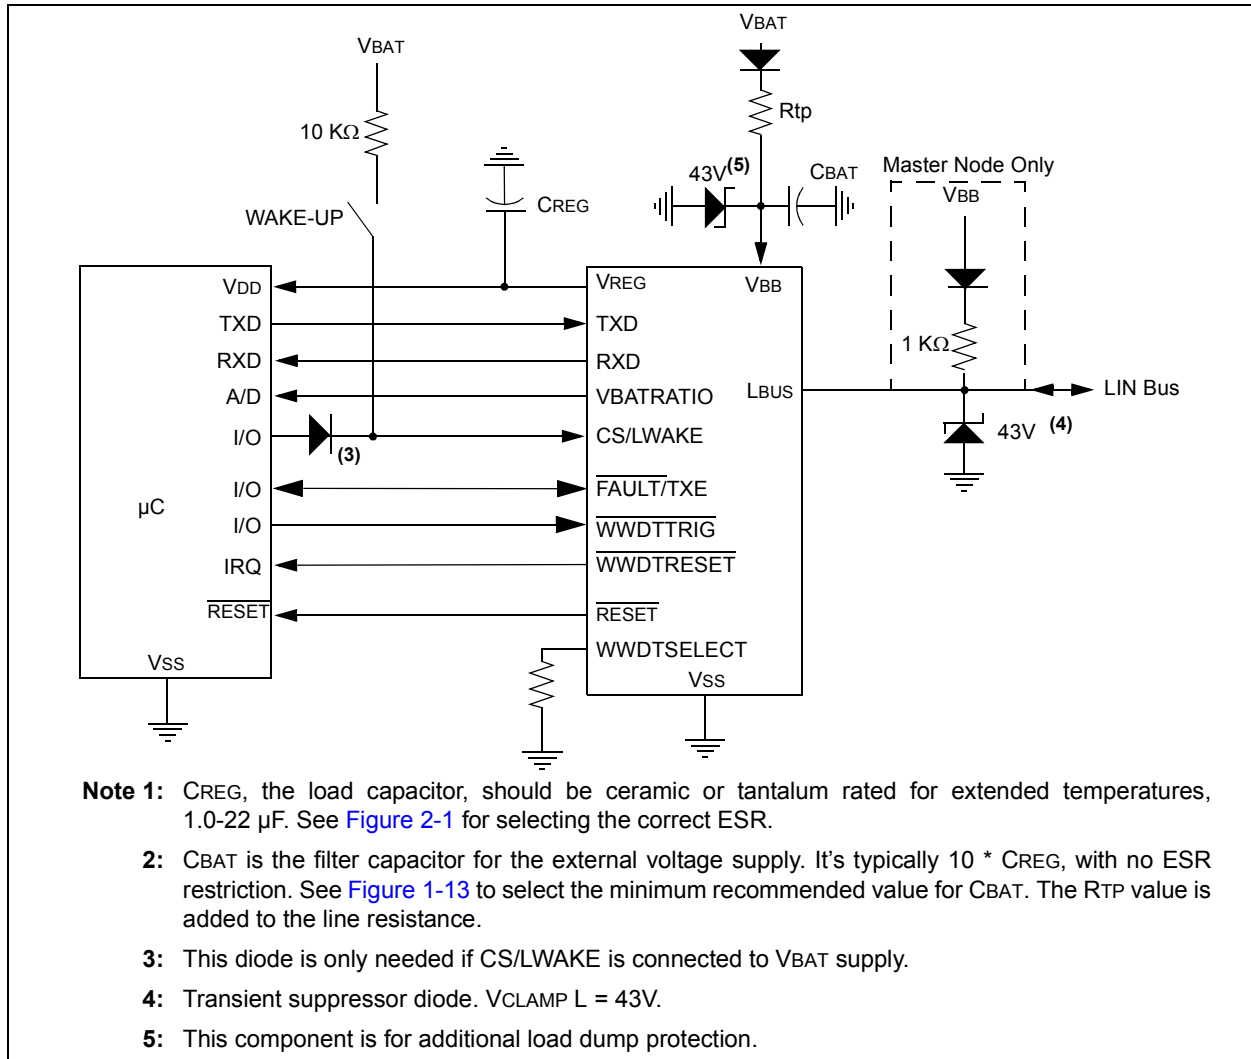 VBAT
VBAT
10 KΩ
Rtp
CREG
43V(5)
CBAT
Master Node Only
VBB
WAKE-UP
VDD
VREG
VBB
TXD
TXD
RXD
RXD
1 KΩ
A/D
VBATRATIO
LBUS
LIN Bus
I/O
(3)
CS/LWAKE
43V (4)
I/O
FAULT/TXE
µC
I/O
WWDTTRIG
IRQ
WWDTRESET
RESET
RESET
WWDTSELECT
VSS
VSS
Note 1: CREG, the load capacitor, should be ceramic or tantalum rated for extended temperatures,
1.0-22 µF. See Figure 2-1 for selecting the correct ESR.
2: CBAT is the filter capacitor for the external voltage supply. It's typically 10 * CREG, with no ESR
restriction. See Figure 1-13 to select the minimum recommended value for CBAT. The RTP value is
added to the line resistance.
3: This diode is only needed if CS/LWAKE is connected to VBAT supply.
4: Transient suppressor diode. VCLAMP L = 43V.
5: This component is for additional load dump protection.